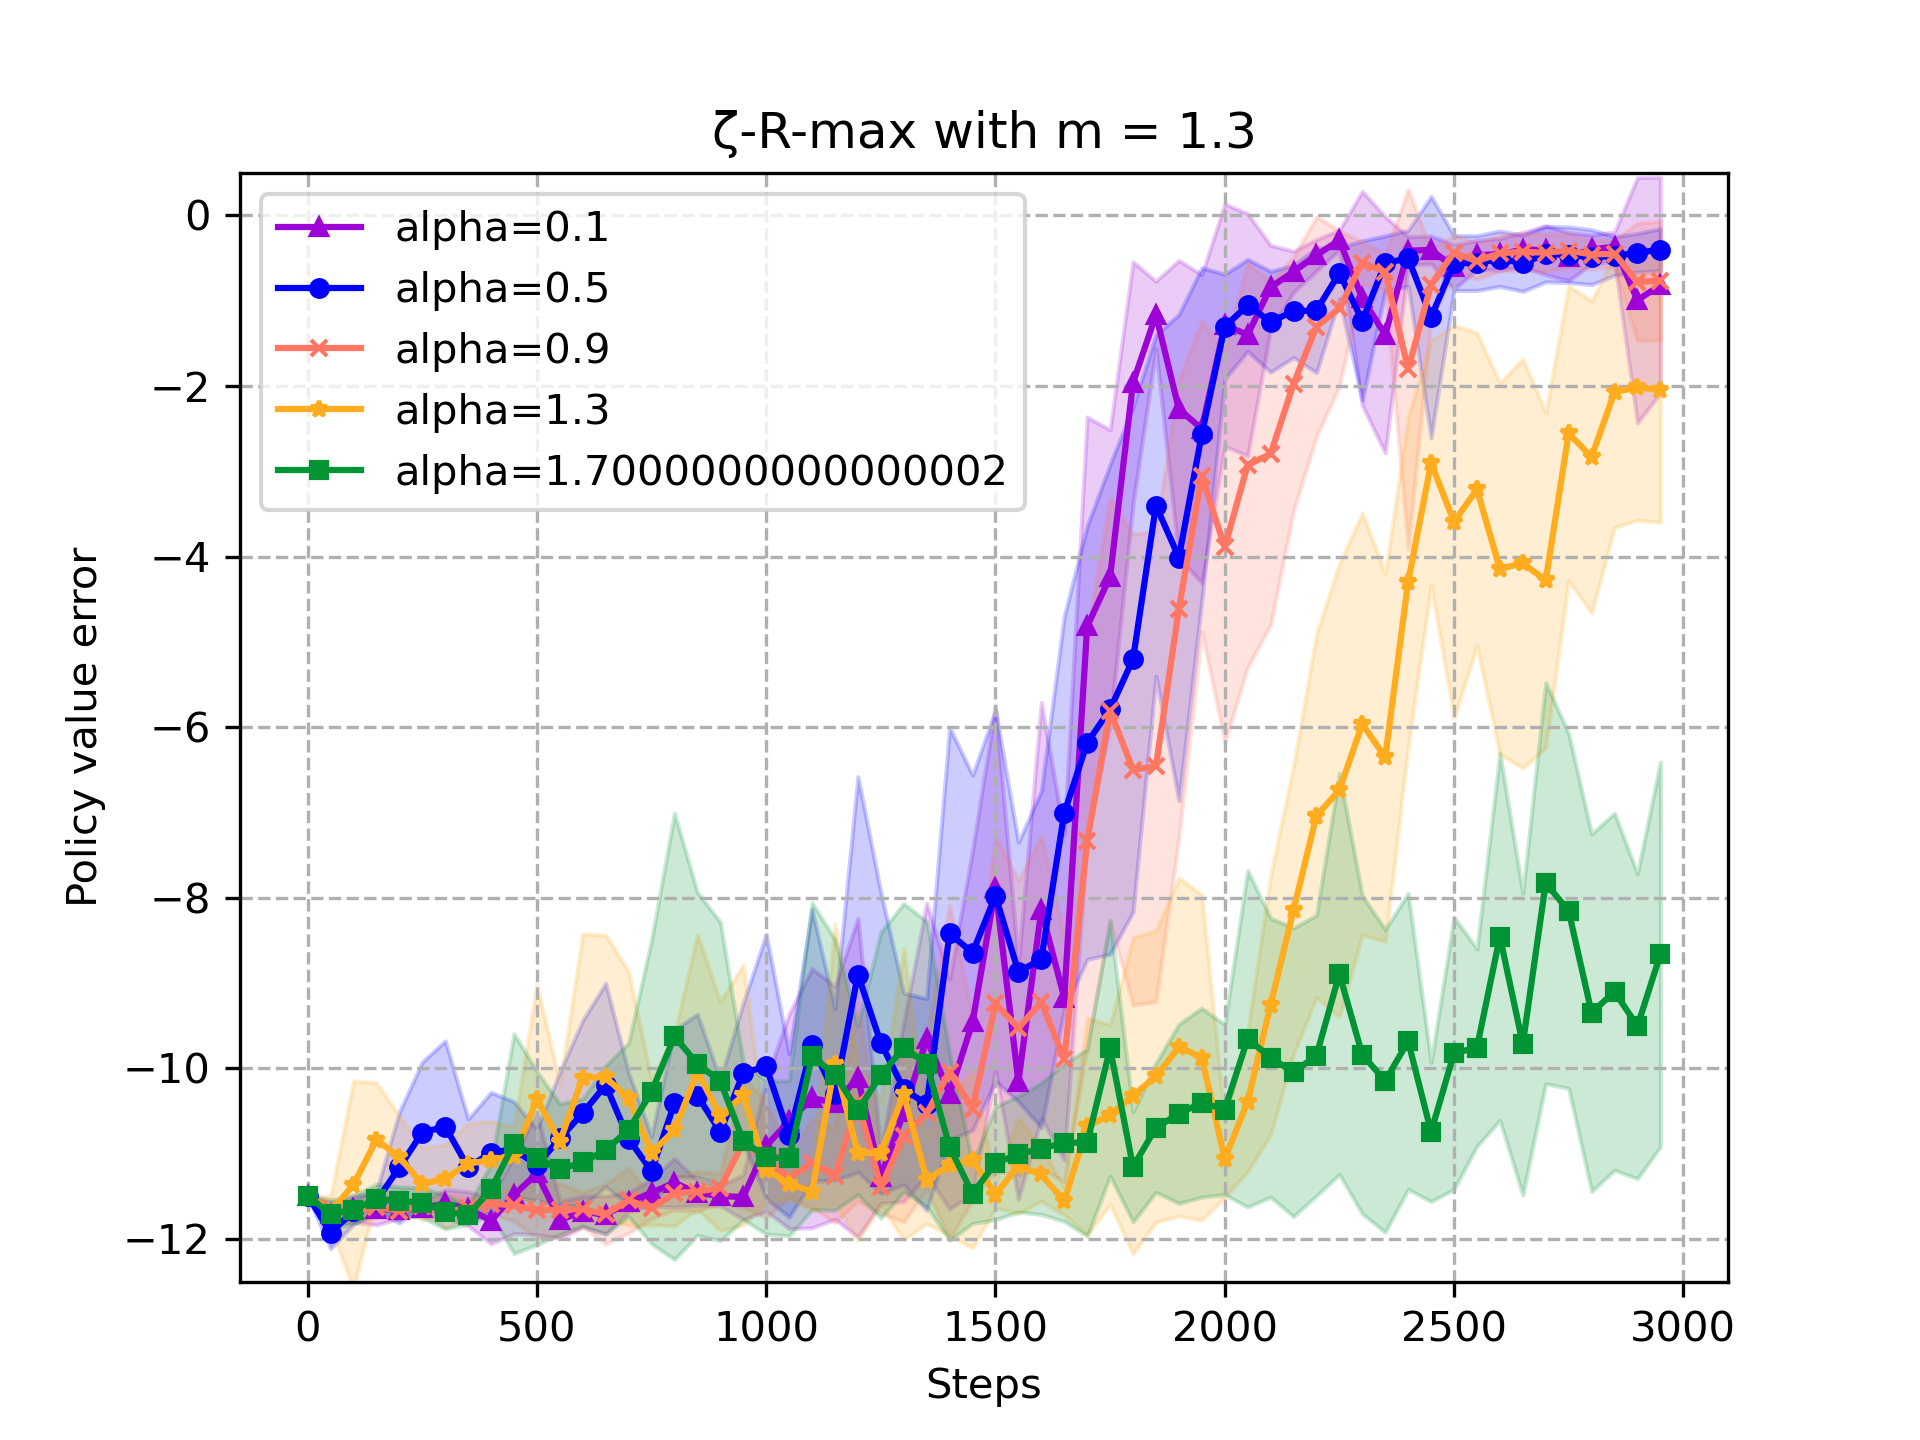 ζ-R-max with m = 1.3
0
−2
−4
−6
−8
−10
−12
Policy value error
alpha=0.1
alpha=0.5
alpha=0.9
alpha=1.3
alpha=1.7000000000000002
0
500
1000
1500
2000
2500
3000
Steps